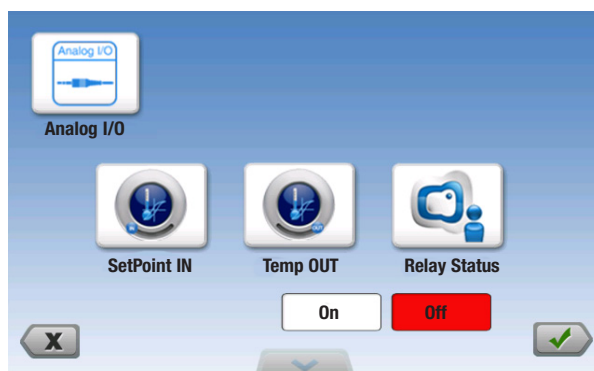 Analog I/O
Analog I/O
SetPoint IN
Temp OUT
Relay Status
On
Off
X